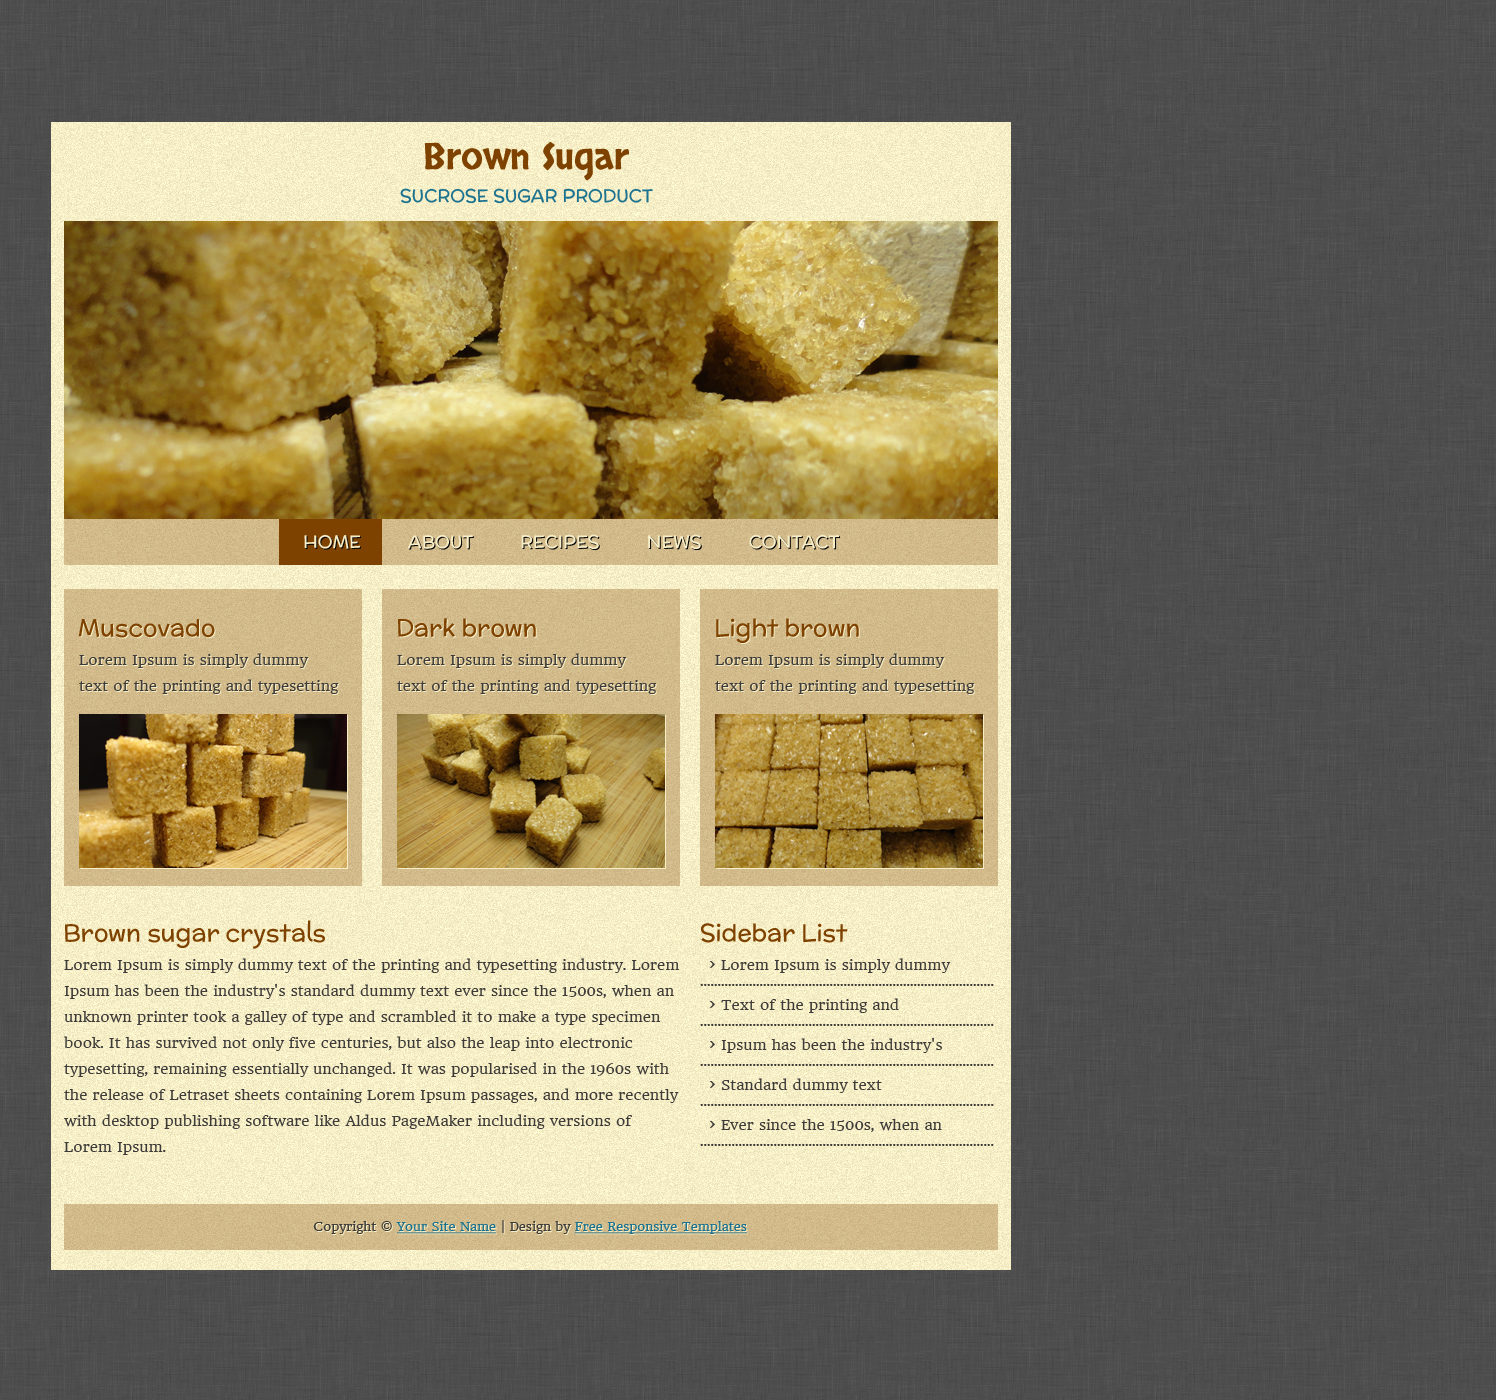 Brown Sugar
SUCROSE SUGAR PRODUCT
HOME ABOUT RECIPES NEWS CONTACT
Muscovado
Lorem Ipsum is simply dummy
text of the printing and typesetting
Dark brown
Lorem Ipsum is simply dummy
text of the printing and typesetting
Light brown
Lorem Ipsum is simply dummy
text of the printing and typesetting
Brown sugar crystals
Lorem Ipsum is simply dummy text of the printing and typesetting industry. Lorem
Ipsum has been the industry's standard dummy text ever since the 1500s, when an
unknown printer took a galley of type and scrambled it to make a type specimen
book. It has survived not only five centuries, but also the leap into electronic
typesetting, remaining essentially unchanged. It was popularised in the 1960s with
the release of Letraset sheets containing Lorem Ipsum passages, and more recently
with desktop publishing software like Aldus PageMaker including versions of
Lorem Ipsum.
Sidebar List
› Lorem Ipsum is simply dummy
› Text of the printing and
› Ipsum has been the industry's
› Standard dummy text
› Ever since the 1500s, when an
Copyright © Your Site Name | Design by Free Responsive Templates